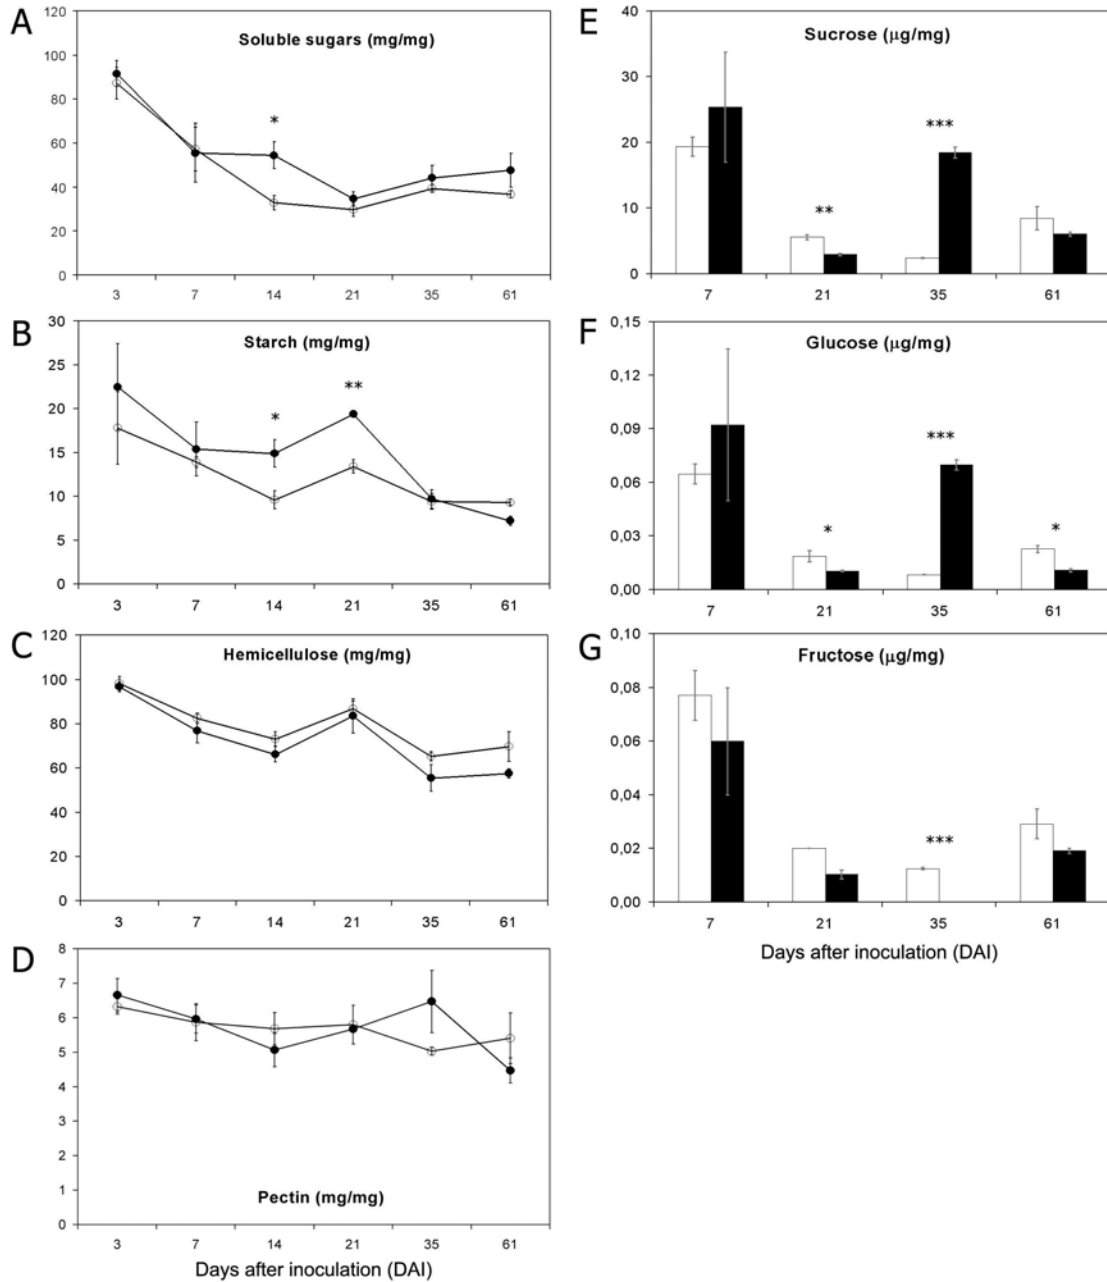 A
Soluble sugars (mg/mg)
120
100
80
60
40
20
0
*
3 7 14 21 35 61
B
Starch (mg/mg)
30
25
20
15
10
5
0
* **
3 7 14 21 35 61
C
Hemicellulose (mg/mg)
120
100
80
60
40
20
0
3 7 14 21 35 61
D
8
7
6
5
4
3
2
1
0
Pectin (mg/mg)
3 7 14 21 35 61
Days after inoculation (DAI)
E
Sucrose (µg/mg)
40
30
20
10
0
** ***
7 21 35 61
F
Glucose (µg/mg)
0,15
0,12
0,09
0,06
0,03
0,00
* *** *
7 21 35 61
G
Fructose (µg/mg)
0,10
0,08
0,06
0,04
0,02
0,00
***
7 21 35 61
Days after inoculation (DAI)